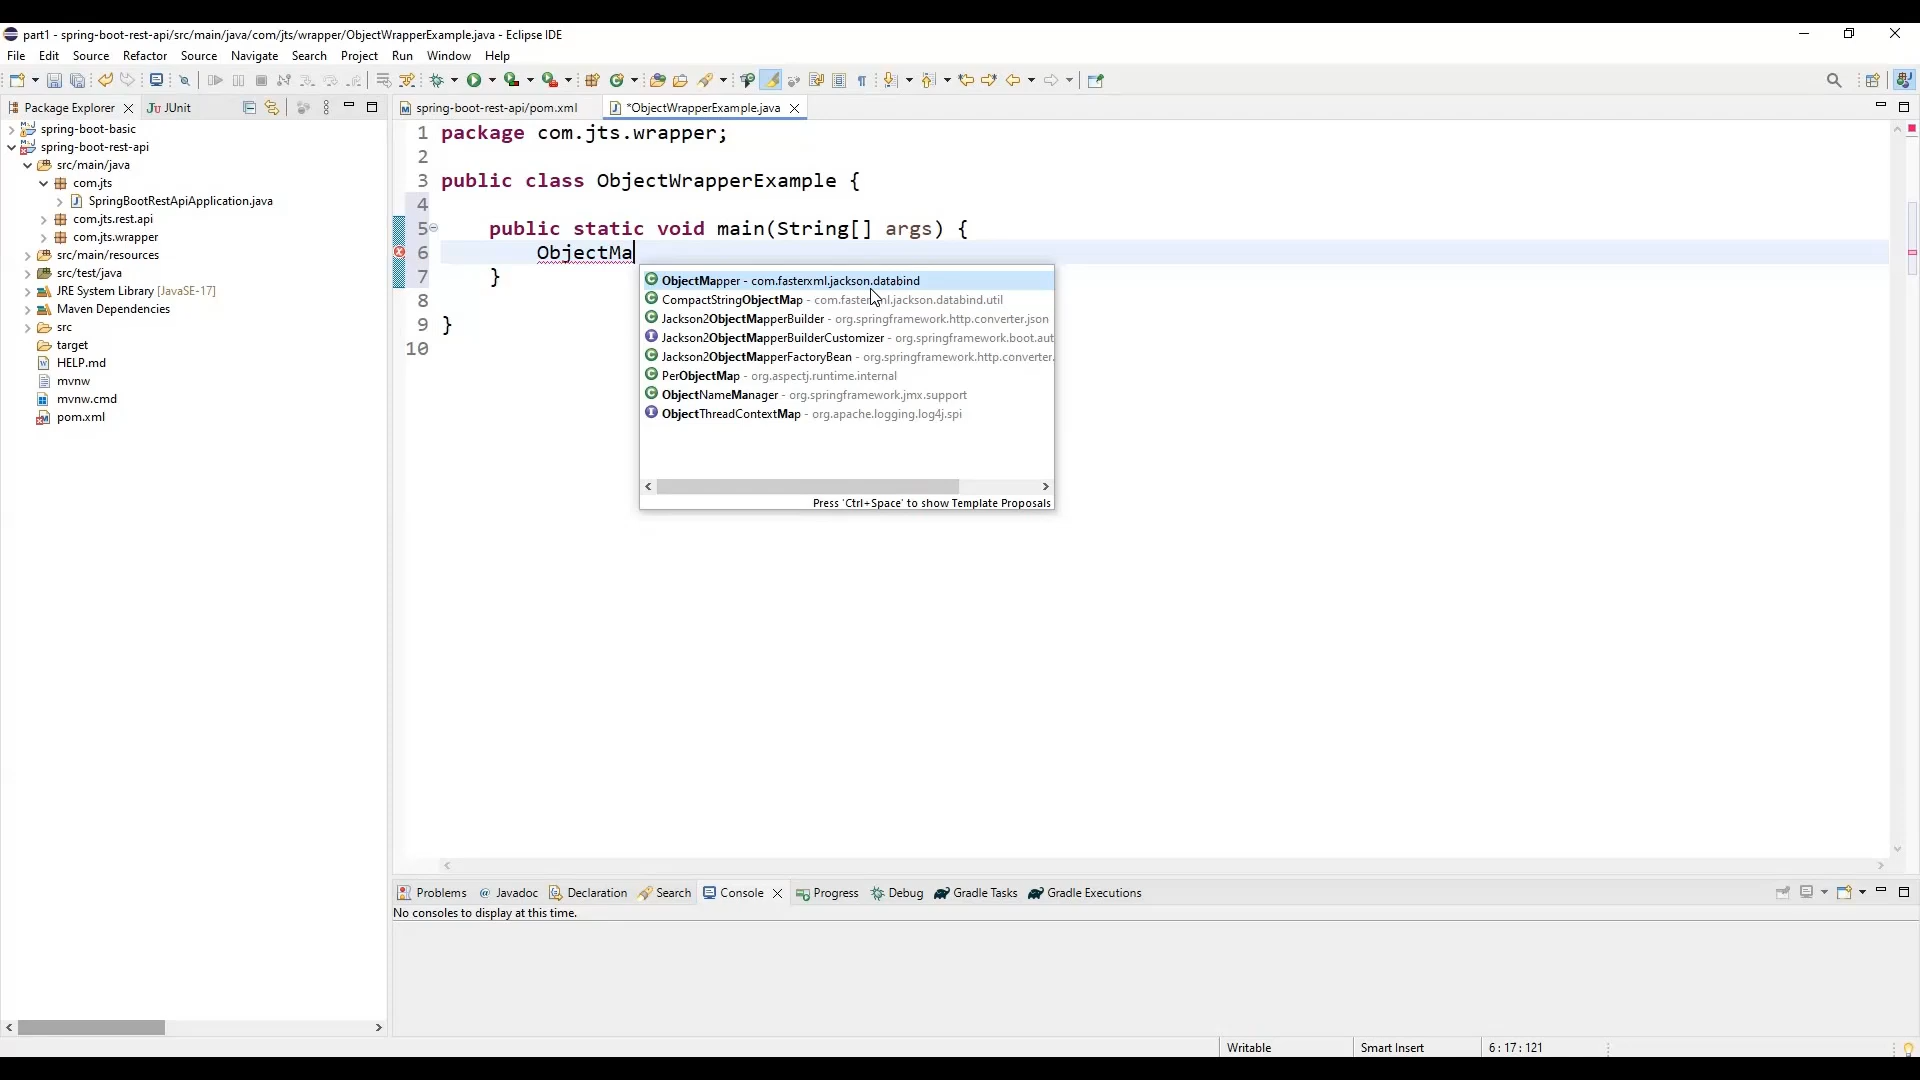 part1 - spring-boot-rest-api/src/main/java/com/jts/wrapper/ObjectWrapperExample.java - Eclipse IDE
File Edit Source Refactor Source Navigate Search Project Run Window Help
Package Explorer
JUnit
spring-boot-rest-api/pom.xml
*ObjectWrapperExample.java
spring-boot-basic
spring-boot-rest-api
src/main/java
com.jts
SpringBootRestApiApplication.java
com.jts.rest.api
com.jts.wrapper
src/main/resources
src/test/java
JRE System Library [JavaSE-17]
Maven Dependencies
src
target
HELP.md
mvnw
mvnw.cmd
pom.xml
1 package com.jts.wrapper;
2
3 public class ObjectWrapperExample {
4
5 public static void main(String[] args) {
6 ObjectMa
7 }
8
9 }
10
ObjectMapper - com.fasterxml.jackson.databind
CompactStringObjectMap - com.fasterxml.jackson.databind.util
Jackson2ObjectMapperBuilder - org.springframework.http.converter.json
Jackson2ObjectMapperBuilderCustomizer - org.springframework.boot.aut
Jackson2ObjectMapperFactoryBean - org.springframework.http.converter.
PerObjectMap - org.aspectj.runtime.internal
ObjectNameManager - org.springframework.jmx.support
ObjectThreadContextMap - org.apache.logging.log4j.spi
Press 'Ctrl+Space' to show Template Proposals
Problems @ Javadoc Declaration Search Console Progress Debug Gradle Tasks Gradle Executions
No consoles to display at this time.
Writable Smart Insert 6 : 17 : 121